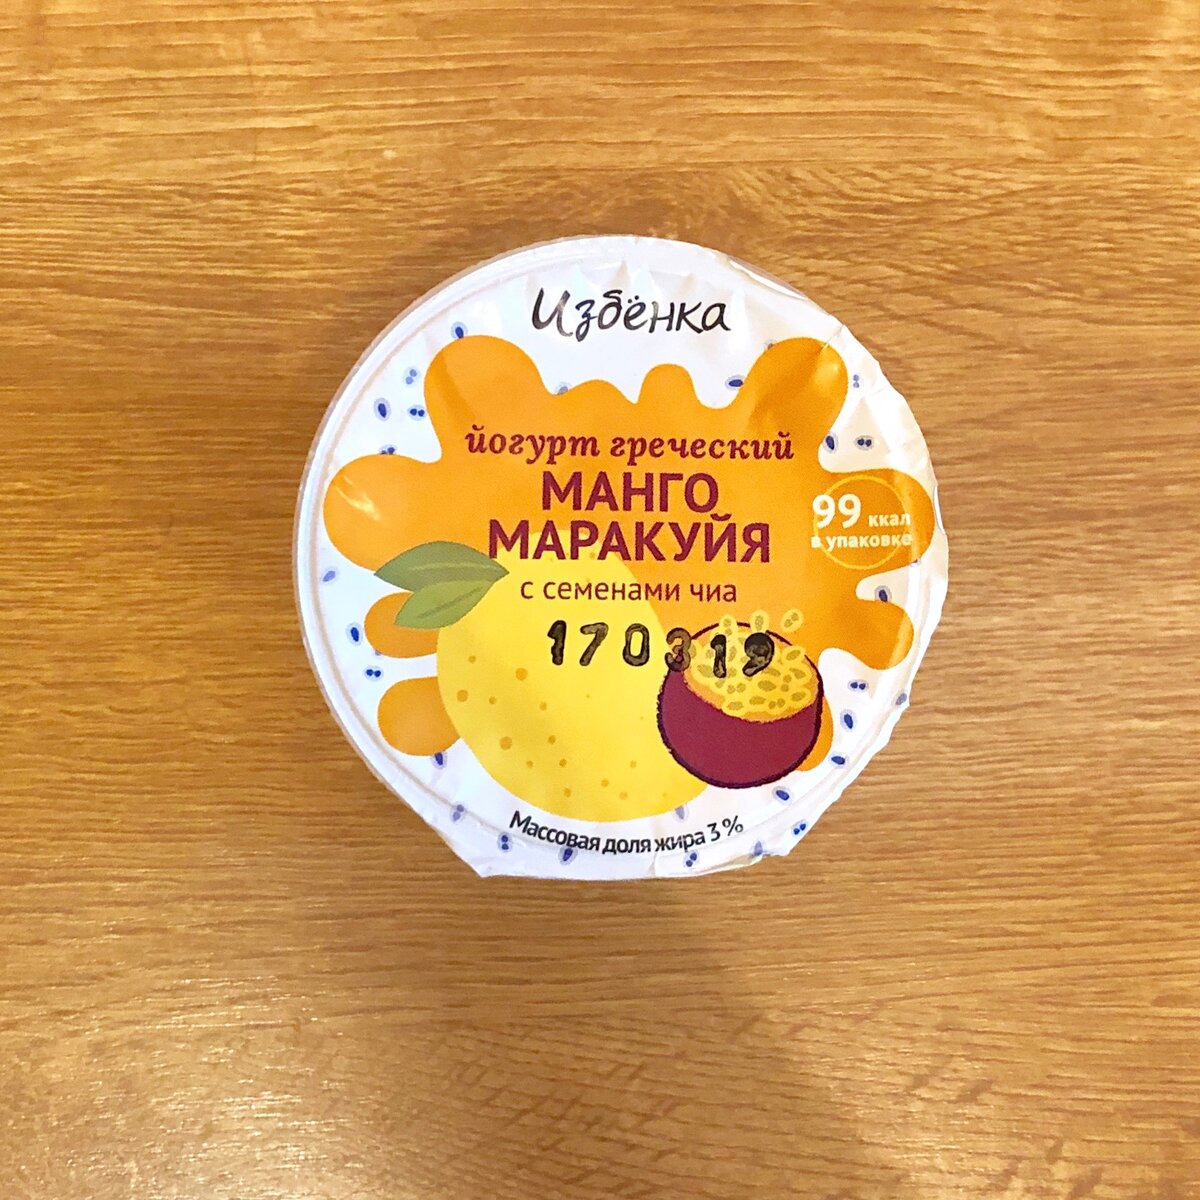 Избёнка
йогурт греческий
МАНГО
МАРАКУЙЯ
с семенами чиа
99 ккал
в упаковке
170319
Массовая доля жира 3%